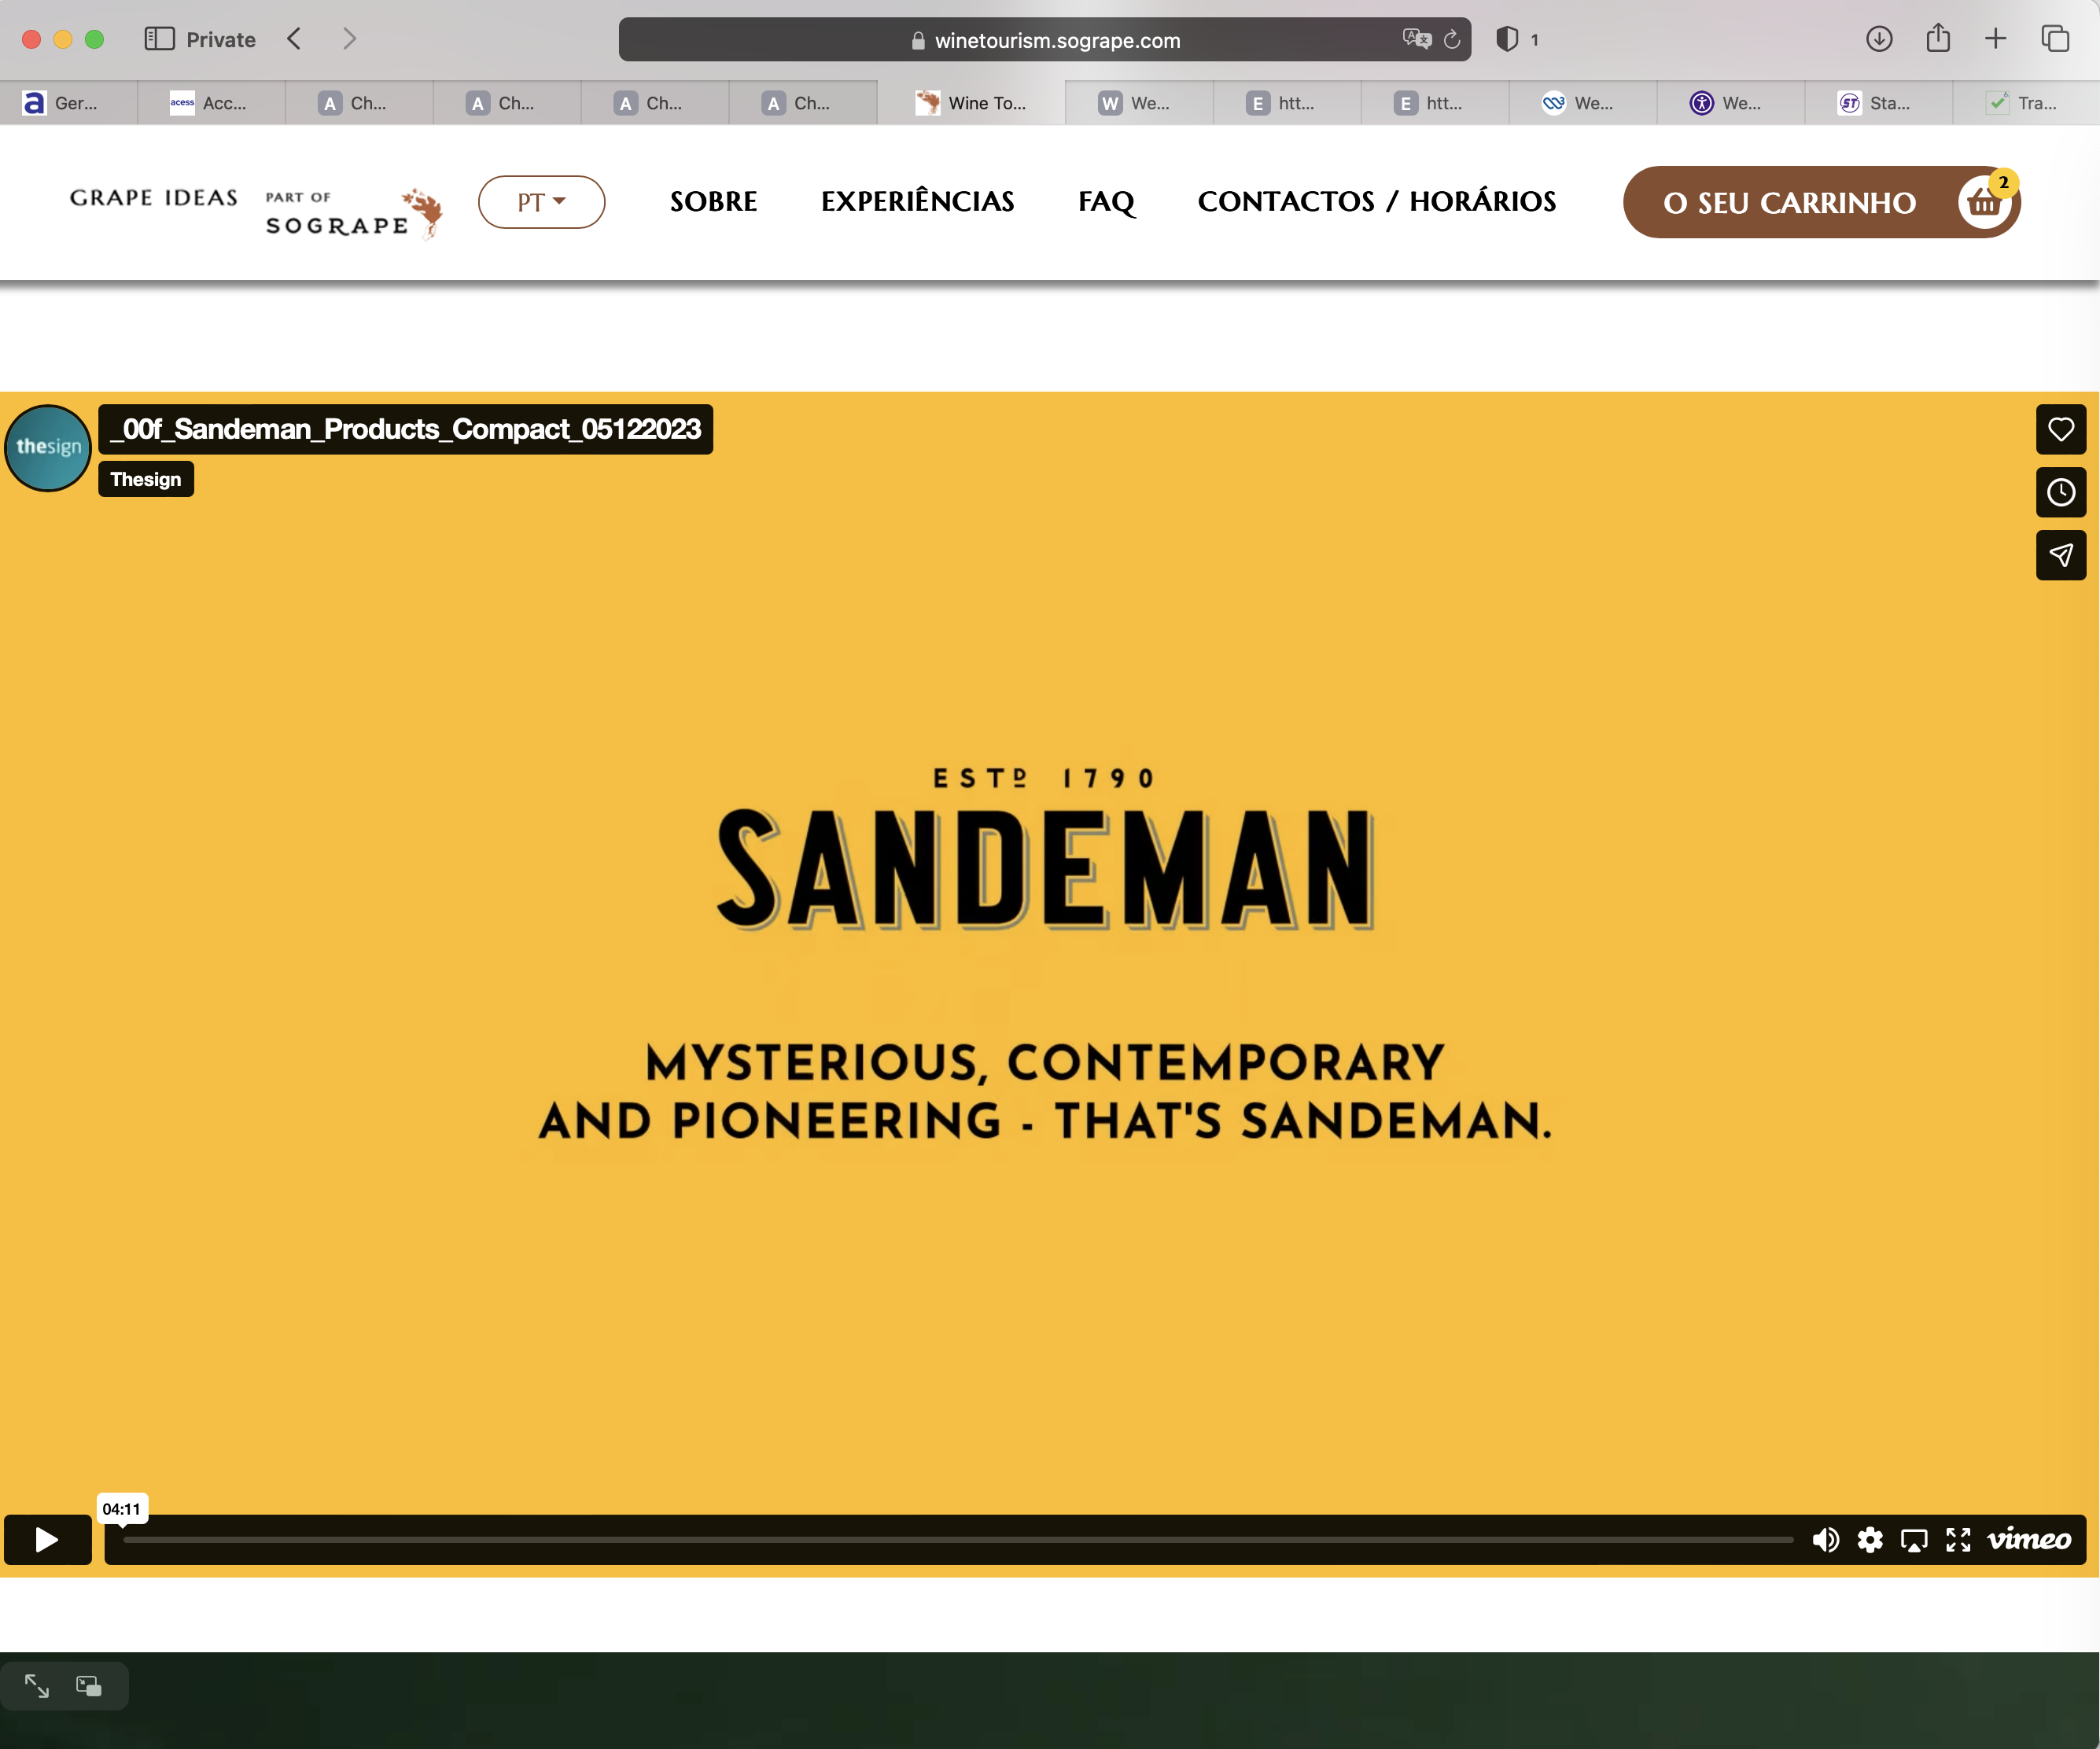 Private
winetourism.sogrape.com
1
a Ger...
acess Acc...
A Ch...
A Ch...
A Ch...
A Ch...
Wine To...
W We...
E htt...
E htt...
We...
We...
ST Sta...
Tra...
GRAPE IDEAS
PART OF
SOGRAPE
PT
SOBRE
EXPERIÊNCIAS
FAQ
CONTACTOS / HORÁRIOS
O SEU CARRINHO
2
thesign
_00f_Sandeman_Products_Compact_05122023
Thesign
ESTD 1790
SANDEMAN
MYSTERIOUS, CONTEMPORARY
AND PIONEERING - THAT'S SANDEMAN.
04:11
vimeo